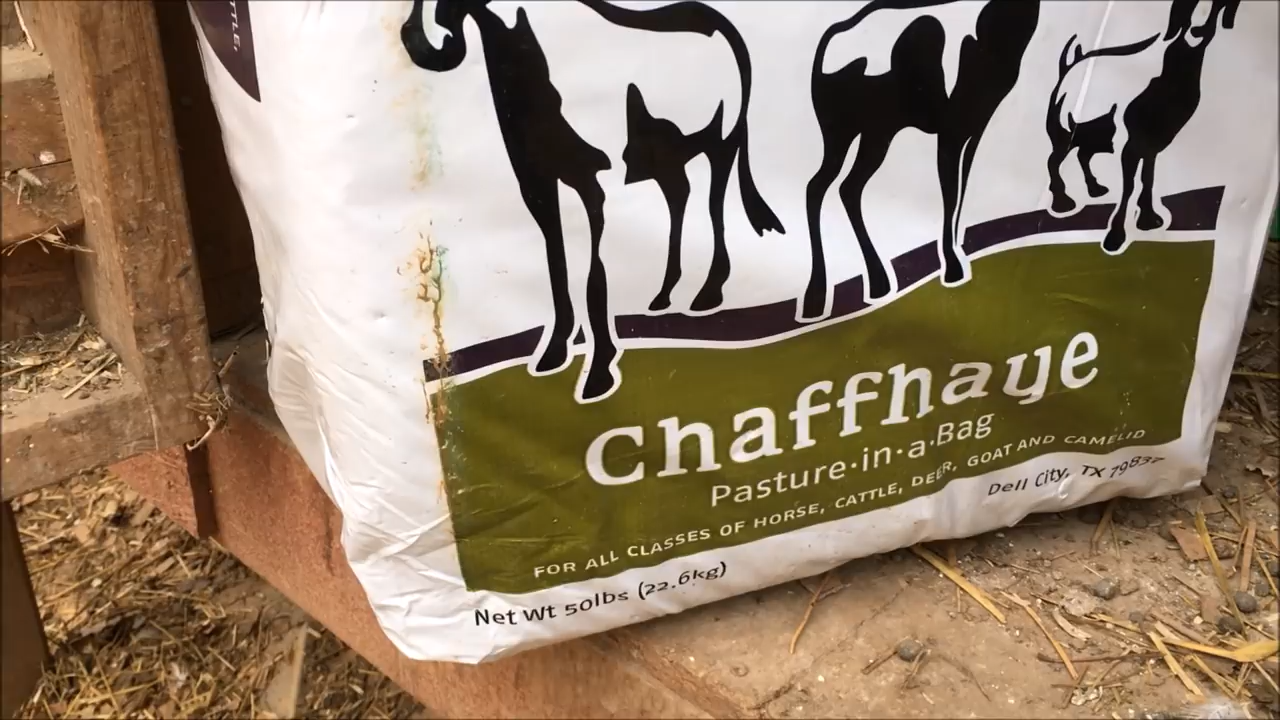 TTLE,
Chaffhaye
Pasture·in·a·Bag
FOR ALL CLASSES OF HORSE, CATTLE, DEER, GOAT AND CAMELID
Net Wt 50lbs (22.6kg)
Dell City, TX 79837